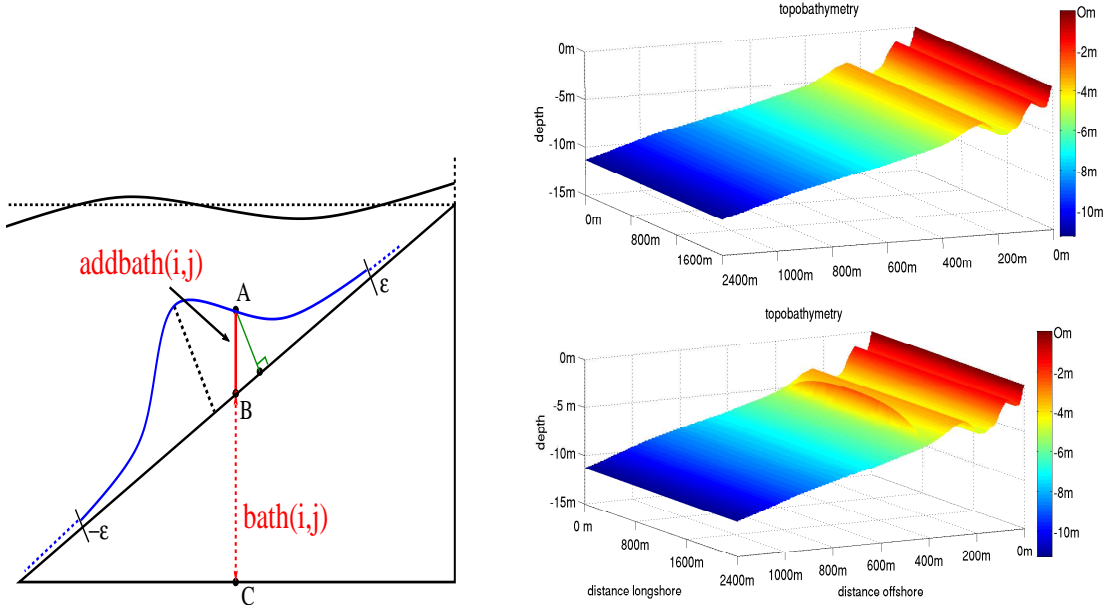 addbath(i,j)
A
ε
B
-ε
bath(i,j)
C
topobathymetry
0m
-5m
-10m
-15m
depth
0m
800m
1600m
2400m
1000m
800m
600m
400m
200m
0m
0m
-2m
-4m
-6m
-8m
-10m
topobathymetry
0m
-5 m
-10m
-15m
depth
0 m
800m
1600m
2400m
1000m
800m
600m
400m
200m
0m
distance longshore
distance offshore
0m
-2m
-4m
-6m
-8m
-10m